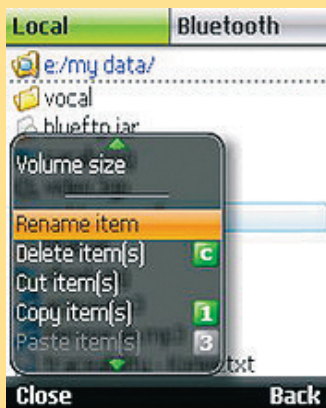 Local Bluetooth
e:/my data/
vocal
blueftp.jar
Volume size
Rename item
Delete item(s) C
Cut item(s)
Copy item(s) 1
Paste item(s) 3
.txt
Close Back